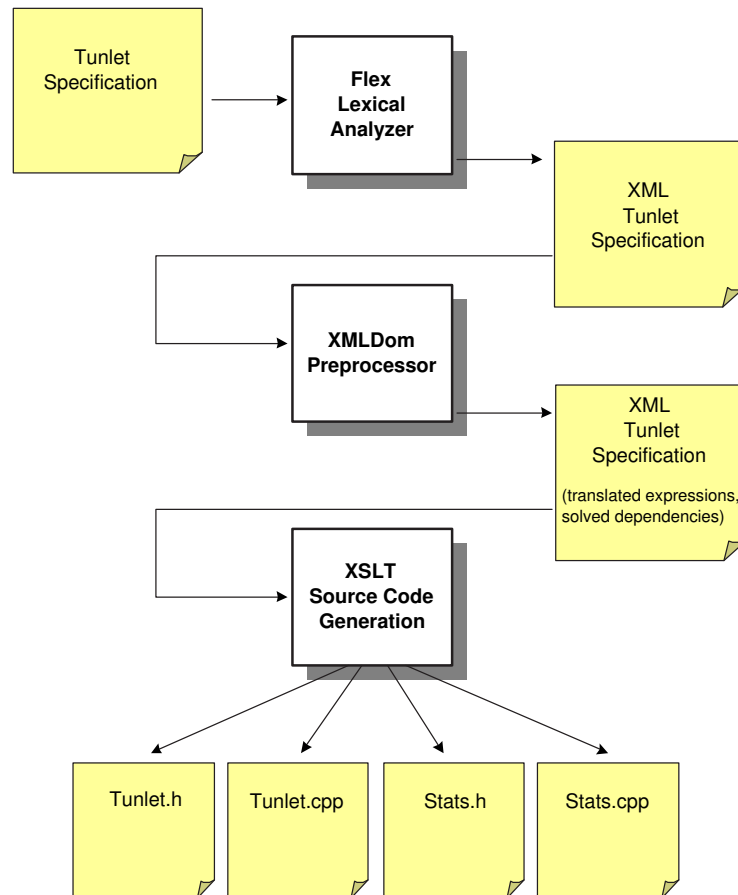 Tunlet
Specification
Flex
Lexical
Analyzer
XML
Tunlet
Specification
XMLDom
Preprocessor
XML
Tunlet
Specification
(translated expressions,
solved dependencies)
XSLT
Source Code
Generation
Tunlet.h
Tunlet.cpp
Stats.h
Stats.cpp